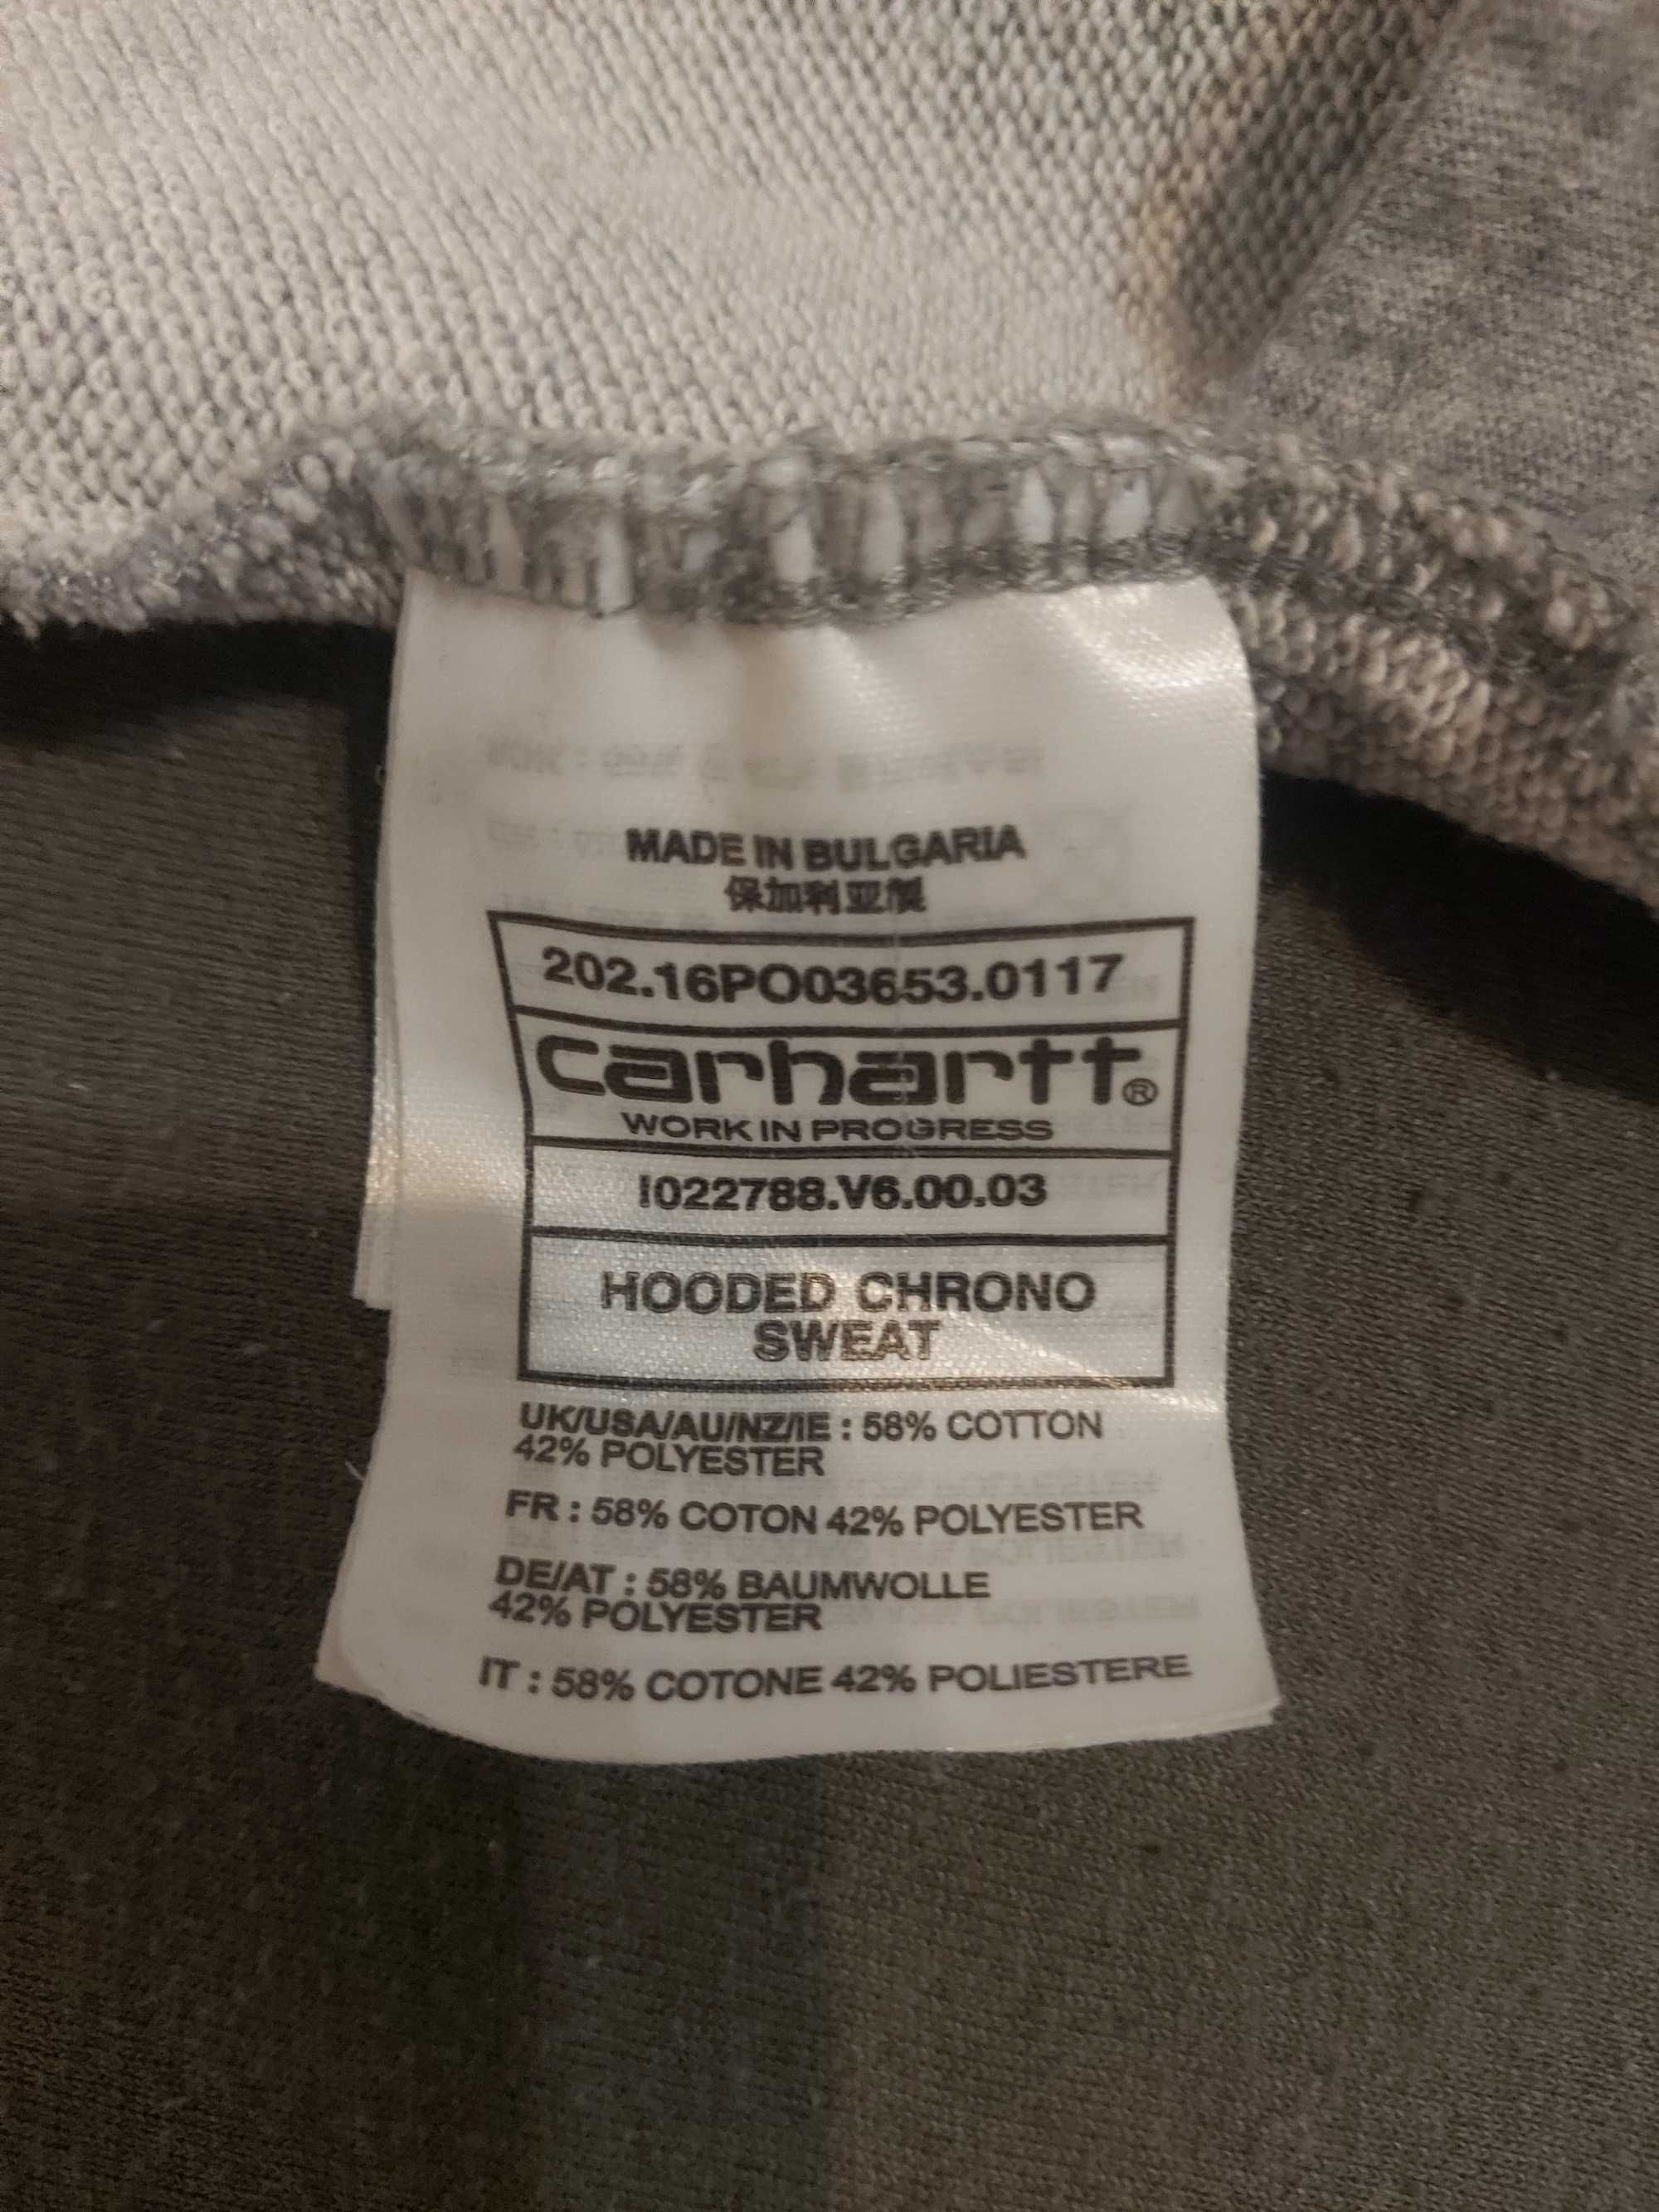 MADE IN BULGARIA
保加利亚製
202.16PO03653.0117
carhartt®
WORK IN PROGRESS
I022788.V6.00.03
HOODED CHRONO
SWEAT
UK/USA/AU/NZ/IE : 58% COTTON
42% POLYESTER
FR : 58% COTON 42% POLYESTER
DE/AT : 58% BAUMWOLLE
42% POLYESTER
IT : 58% COTONE 42% POLIESTERE